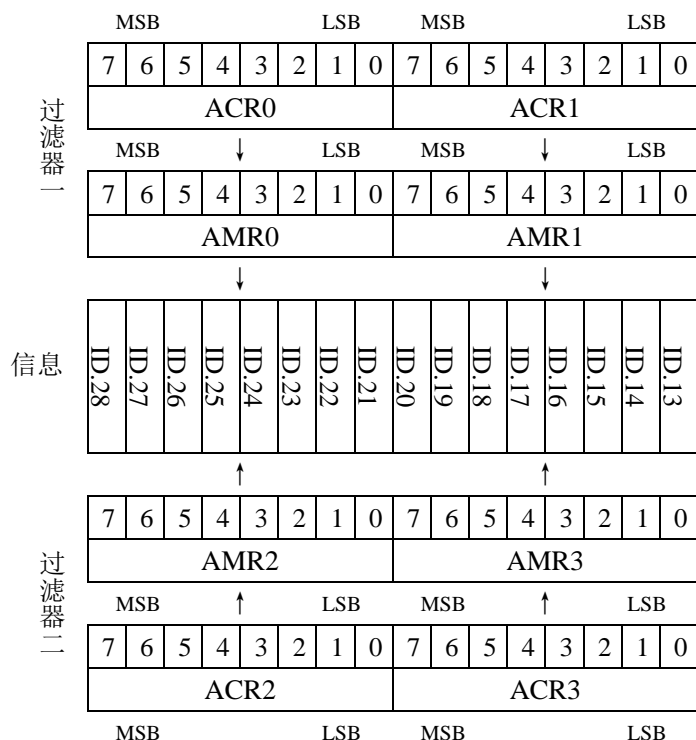 MSB LSB MSB LSB
7 6 5 4 3 2 1 0 7 6 5 4 3 2 1 0
ACR0 ACR1
过滤器一
MSB LSB MSB LSB
7 6 5 4 3 2 1 0 7 6 5 4 3 2 1 0
AMR0 AMR1
信息
ID.28 ID.27 ID.26 ID.25 ID.24 ID.23 ID.22 ID.21 ID.20 ID.19 ID.18 ID.17 ID.16 ID.15 ID.14 ID.13
7 6 5 4 3 2 1 0 7 6 5 4 3 2 1 0
AMR2 AMR3
过滤器二
MSB LSB MSB LSB
7 6 5 4 3 2 1 0 7 6 5 4 3 2 1 0
ACR2 ACR3
MSB LSB MSB LSB